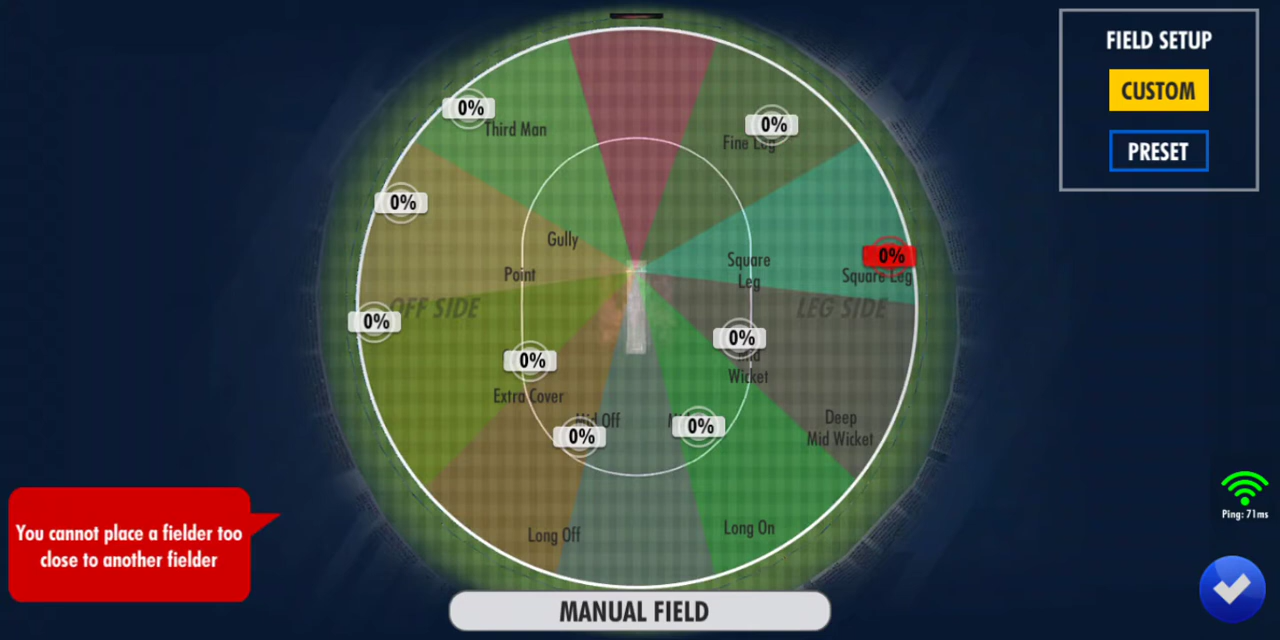 FIELD SETUP
CUSTOM
PRESET
0%
Third Man
0%
Fine Leg
0%
Gully
Point
Square
Leg
0%
Square Leg
OFF SIDE
LEG SIDE
0%
0%
Mid
Wicket
0%
Extra Cover
Mid Off
0%
0%
Deep
Mid Wicket
Long Off
Long On
You cannot place a fielder too
close to another fielder
Ping: 71ms
MANUAL FIELD